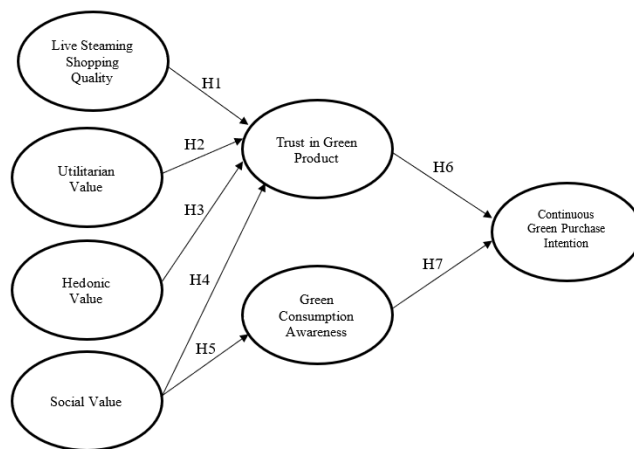 Live Steaming
Shopping
Quality
H1
Utilitarian
Value
H2
Trust in Green
Product
H3
H6
Hedonic
Value
H4
Continuous
Green Purchase
Intention
Green
Consumption
Awareness
H7
H5
Social Value